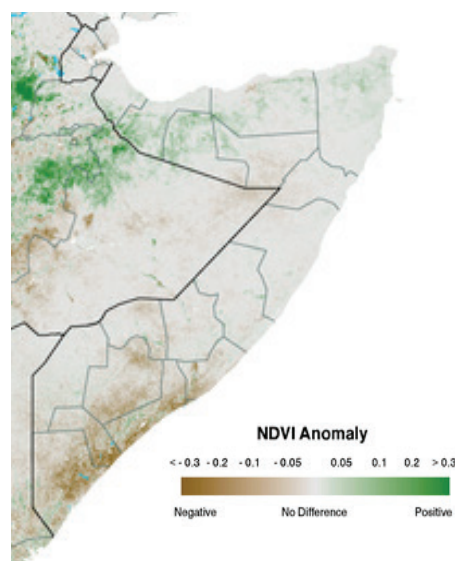 NDVI Anomaly
< - 0.3 - 0.2 - 0.1 - 0.05 0.05 0.1 0.2 > 0.3
Negative No Difference Positive